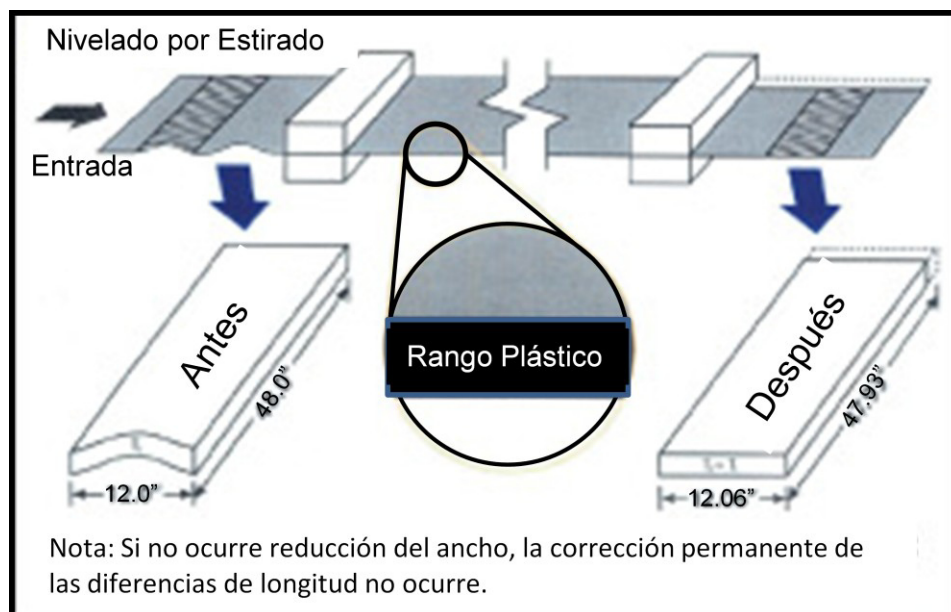 Nivelado por Estirado
Entrada
Antes
48.0”
12.0”
Rango Plástico
Después
47.93”
12.06”
Nota: Si no ocurre reducción del ancho, la corrección permanente de
las diferencias de longitud no ocurre.